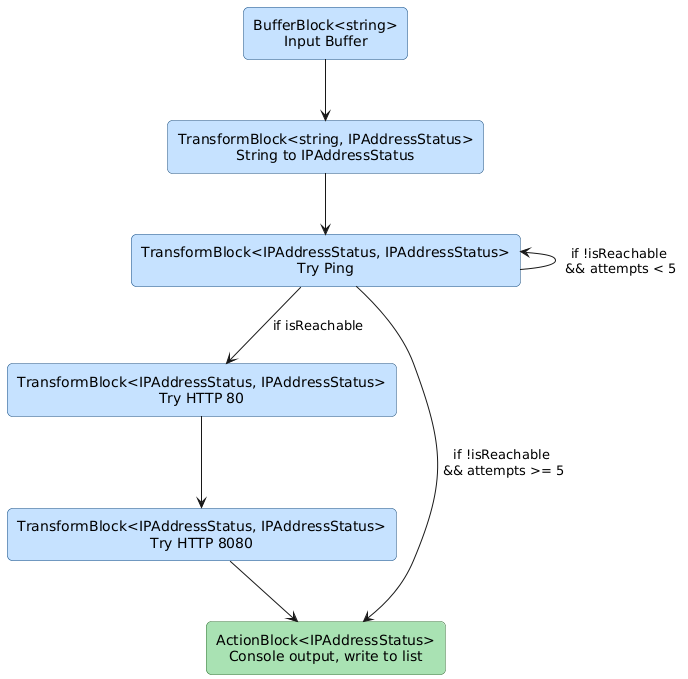 BufferBlock<string>
Input Buffer
TransformBlock<string, IPAddressStatus>
String to IPAddressStatus
TransformBlock<IPAddressStatus, IPAddressStatus>
Try Ping
if !isReachable
&& attempts < 5
if isReachable
TransformBlock<IPAddressStatus, IPAddressStatus>
Try HTTP 80
if !isReachable
&& attempts >= 5
TransformBlock<IPAddressStatus, IPAddressStatus>
Try HTTP 8080
ActionBlock<IPAddressStatus>
Console output, write to list